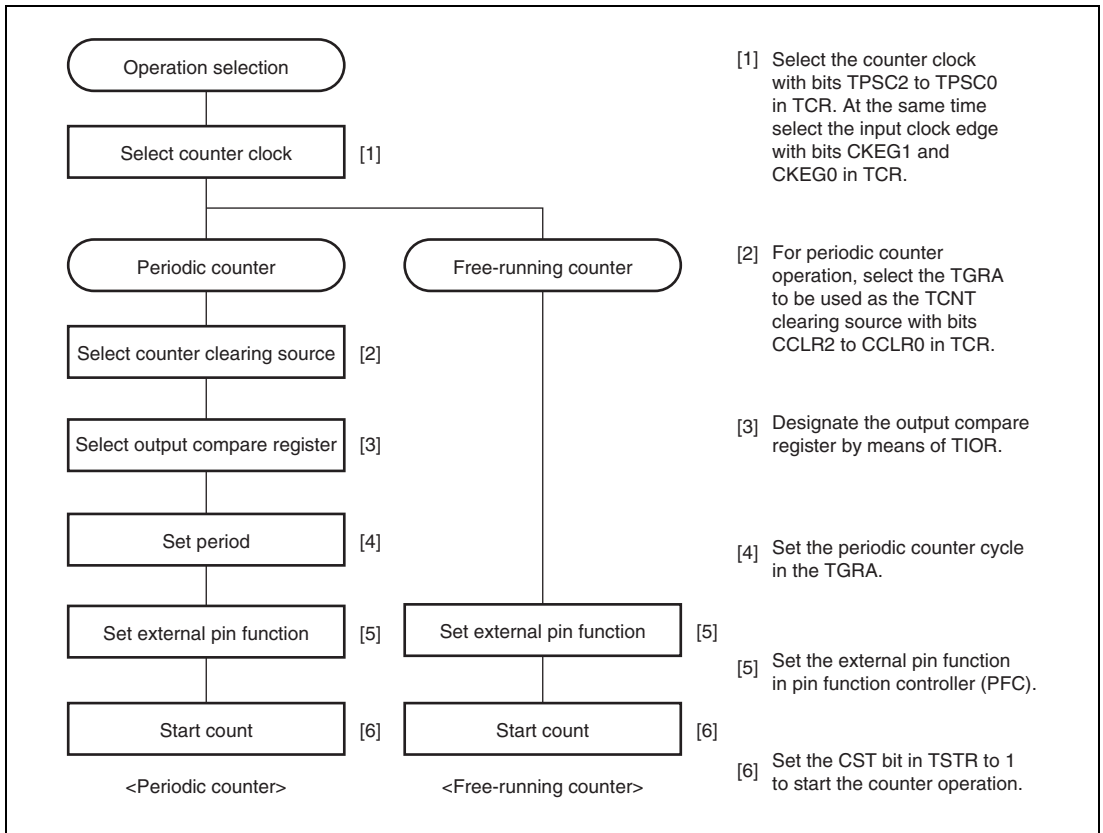 Operation selection
Select counter clock
[1]
Periodic counter
Free-running counter
Select counter clearing source
[2]
Select output compare register
[3]
Set period
[4]
Set external pin function
[5]
Set external pin function
[5]
Start count
[6]
Start count
[6]
<Periodic counter>
<Free-running counter>
[1] Select the counter clock
with bits TPSC2 to TPSC0
in TCR. At the same time
select the input clock edge
with bits CKEG1 and
CKEG0 in TCR.
[2] For periodic counter
operation, select the TGRA
to be used as the TCNT
clearing source with bits
CCLR2 to CCLR0 in TCR.
[3] Designate the output compare
register by means of TIOR.
[4] Set the periodic counter cycle
in the TGRA.
[5] Set the external pin function
in pin function controller (PFC).
[6] Set the CST bit in TSTR to 1
to start the counter operation.